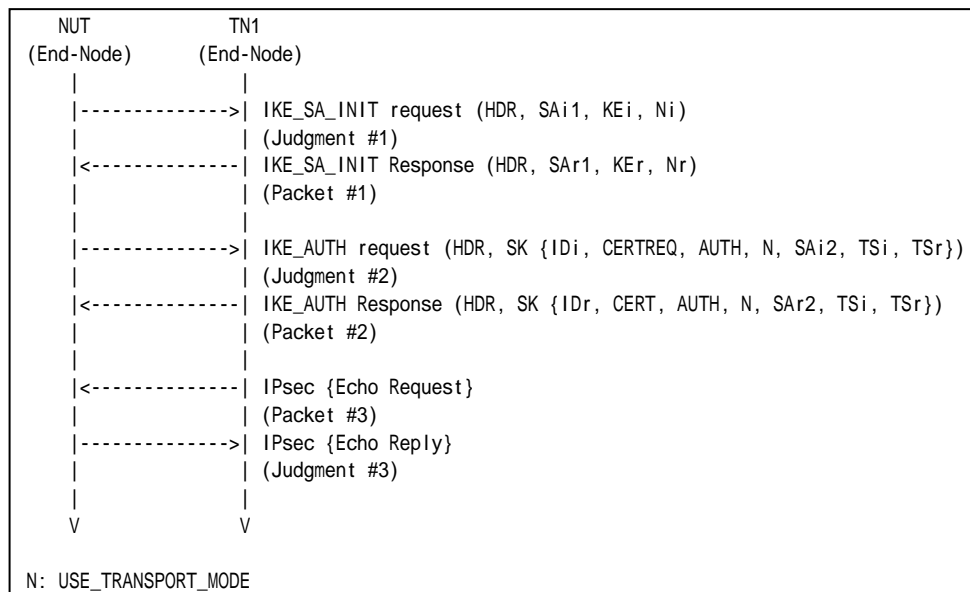 NUT TN1
(End-Node) (End-Node)
| |
|-------------->| IKE_SA_INIT request (HDR, SAi1, KEi, Ni)
| | (Judgment #1)
|<--------------| IKE_SA_INIT Response (HDR, SAr1, KEr, Nr)
| | (Packet #1)
| |
|-------------->| IKE_AUTH request (HDR, SK {IDi, CERTREQ, AUTH, N, SAi2, TSi, TSr})
| | (Judgment #2)
|<--------------| IKE_AUTH Response (HDR, SK {IDr, CERT, AUTH, N, SAr2, TSi, TSr})
| | (Packet #2)
| |
|<--------------| IPsec {Echo Request}
| | (Packet #3)
|-------------->| IPsec {Echo Reply}
| | (Judgment #3)
| |
V V
N: USE_TRANSPORT_MODE